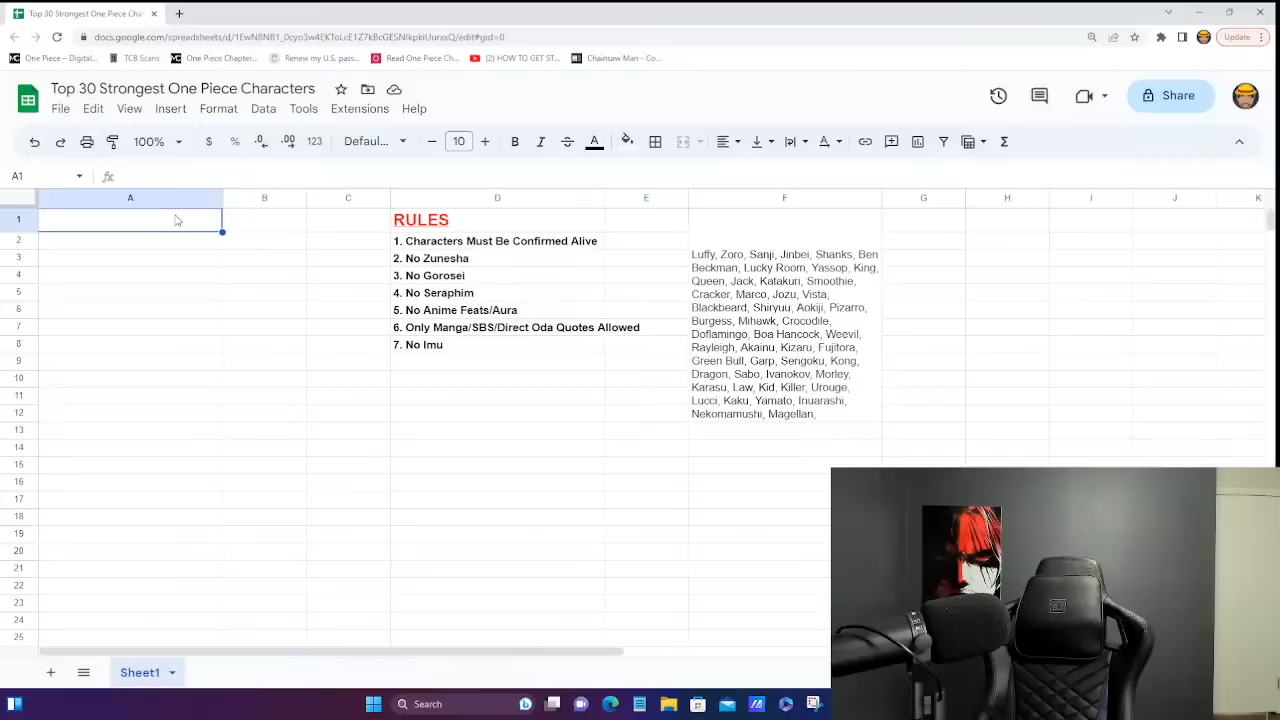 Top 30 Strongest One Piece Cha
docs.google.com/spreadsheets/d/1EwN8NB1_0cyo3w4EKToLcE1Z7kBcGESNIkpkiUurxsQ/edit#gid=0
Update
One Piece – Digital...
TCB Scans
One Piece Chapter...
Renew my U.S. pass...
Read One Piece Ch...
(2) HOW TO GET ST...
Chainsaw Man - Co...
Top 30 Strongest One Piece Characters
Share
File Edit View Insert Format Data Tools Extensions Help
100% $ % .0 .00 123 Defaul... − 10 + B I A
A1 fx
A B C D E F G H I J K
1 RULES
2 1. Characters Must Be Confirmed Alive
3 2. No Zunesha
4 3. No Gorosei
5 4. No Seraphim
6 5. No Anime Feats/Aura
7 6. Only Manga/SBS/Direct Oda Quotes Allowed
8 7. No Imu
Luffy, Zoro, Sanji, Jinbei, Shanks, Ben
Beckman, Lucky Room, Yassop, King,
Queen, Jack, Katakuri, Smoothie,
Cracker, Marco, Jozu, Vista,
Blackbeard, Shiryuu, Aokiji, Pizarro,
Burgess, Mihawk, Crocodile,
Doflamingo, Boa Hancock, Weevil,
Rayleigh, Akainu, Kizaru, Fujitora,
Green Bull, Garp, Sengoku, Kong,
Dragon, Sabo, Ivanokov, Morley,
Karasu, Law, Kid, Killer, Urouge,
Lucci, Kaku, Yamato, Inuarashi,
Nekomamushi, Magellan,
9
10
11
12
13
14
15
16
17
18
19
20
21
22
23
24
25
Sheet1
Search